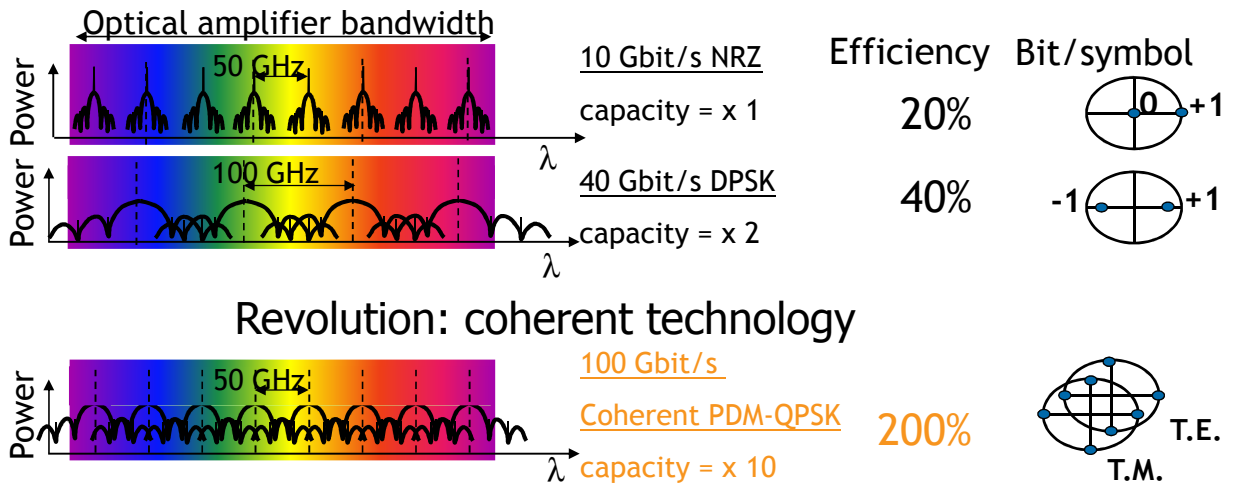 Optical amplifier bandwidth
Efficiency Bit/symbol
Power
50 GHz
λ
10 Gbit/s NRZ
capacity = x 1
20%
0 +1
Power
100 GHz
λ
40 Gbit/s DPSK
capacity = x 2
40%
-1 +1
Revolution: coherent technology
Power
50 GHz
λ
100 Gbit/s
Coherent PDM-QPSK
capacity = x 10
200%
T.E.
T.M.